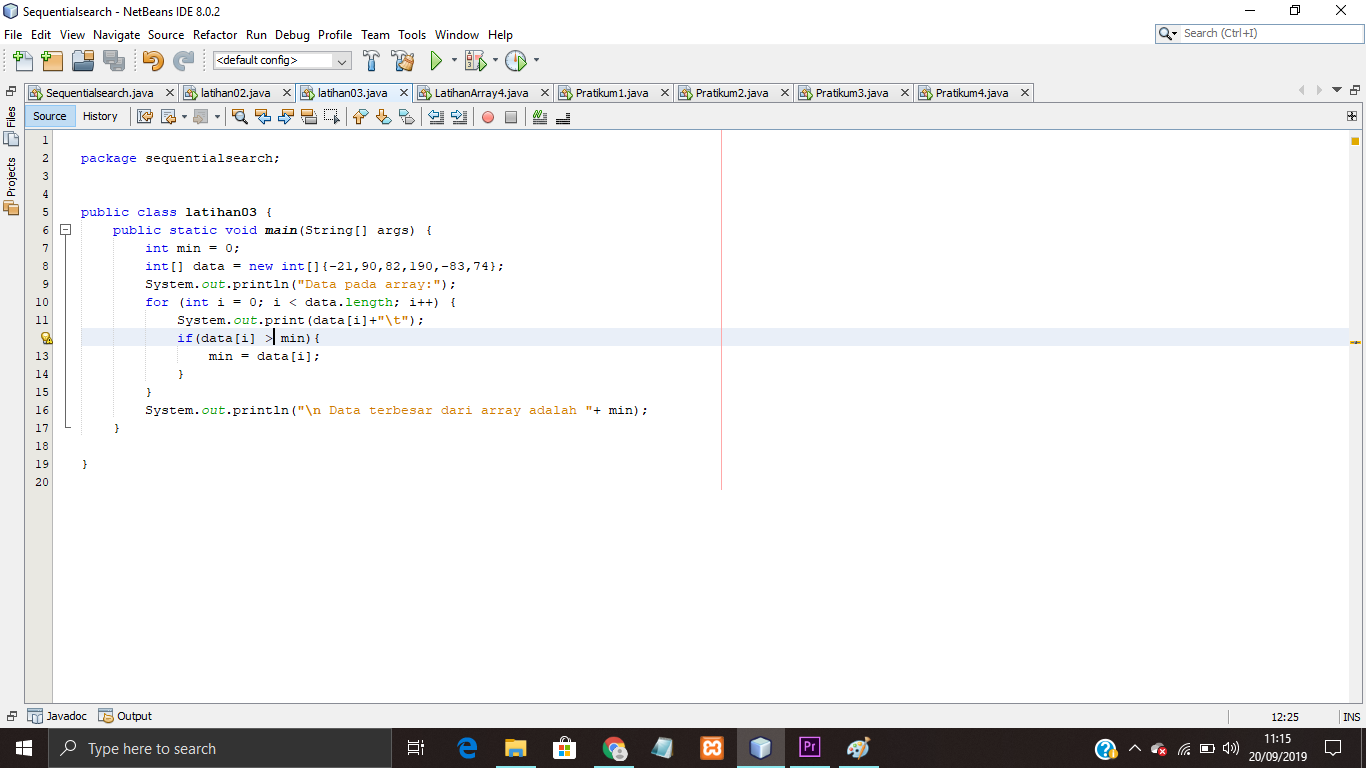 Sequentialsearch - NetBeans IDE 8.0.2
File Edit View Navigate Source Refactor Run Debug Profile Team Tools Window Help
Search (Ctrl+I)
<default config>
Sequentialsearch.java latihan02.java latihan03.java LatihanArray4.java Pratikum1.java Pratikum2.java Pratikum3.java Pratikum4.java
Files
Projects
Source History
1
2 package sequentialsearch;
3
4
5 public class latihan03 {
6 public static void main(String[] args) {
7 int min = 0;
8 int[] data = new int[]{-21,90,82,190,-83,74};
9 System.out.println("Data pada array:");
10 for (int i = 0; i < data.length; i++) {
11 System.out.print(data[i]+"\t");
if(data[i] > min){
13 min = data[i];
14 }
15 }
16 System.out.println("\n Data terbesar dari array adalah "+ min);
17 }
18
19 }
20
Javadoc Output
12:25 INS
Type here to search
Pr
11:15
20/09/2019